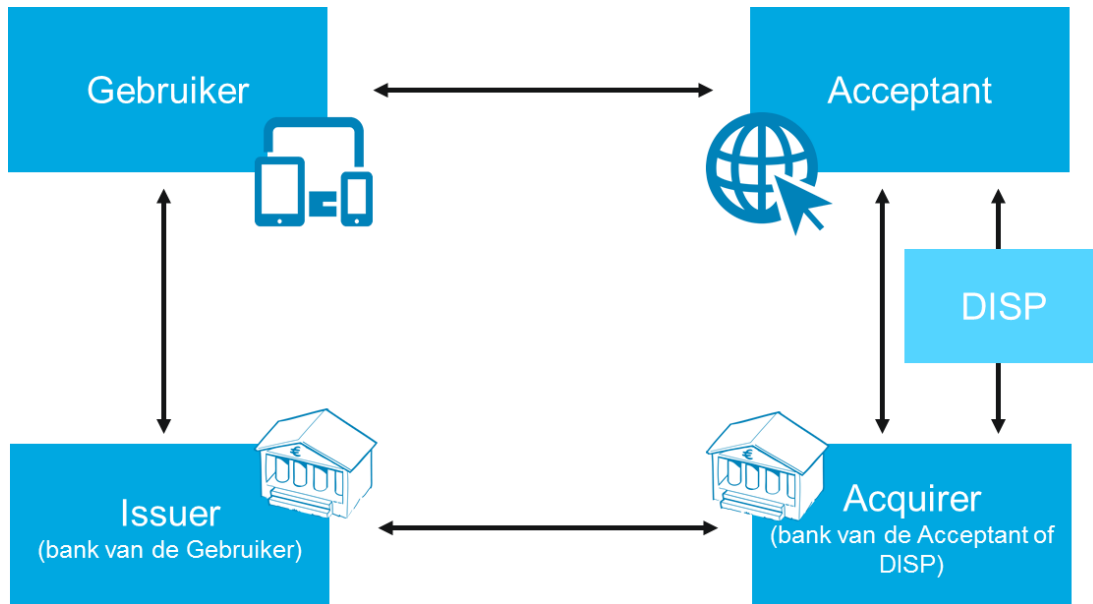 Gebruiker
Acceptant
DISP
Issuer
(bank van de Gebruiker)
Acquirer
(bank van de Acceptant of
DISP)
€
€